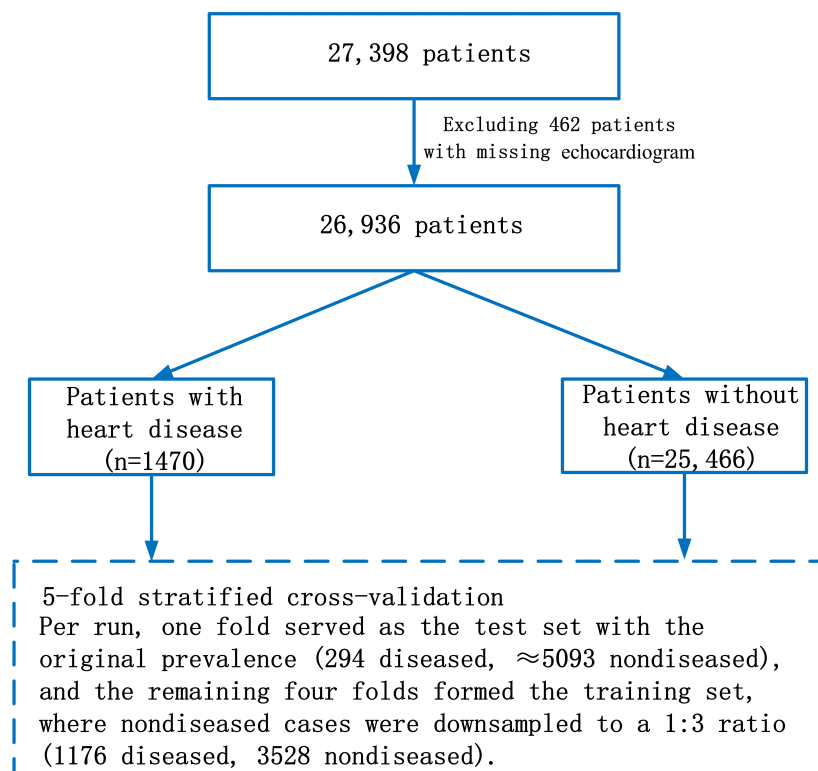 27,398 patients
Excluding 462 patients
with missing echocardiogram
26,936 patients
Patients with
heart disease
(n=1470)
Patients without
heart disease
(n=25,466)
5-fold stratified cross-validation
Per run, one fold served as the test set with the
original prevalence (294 diseased, ≈5093 nondiseased),
and the remaining four folds formed the training set,
where nondiseased cases were downsampled to a 1:3 ratio
(1176 diseased, 3528 nondiseased).